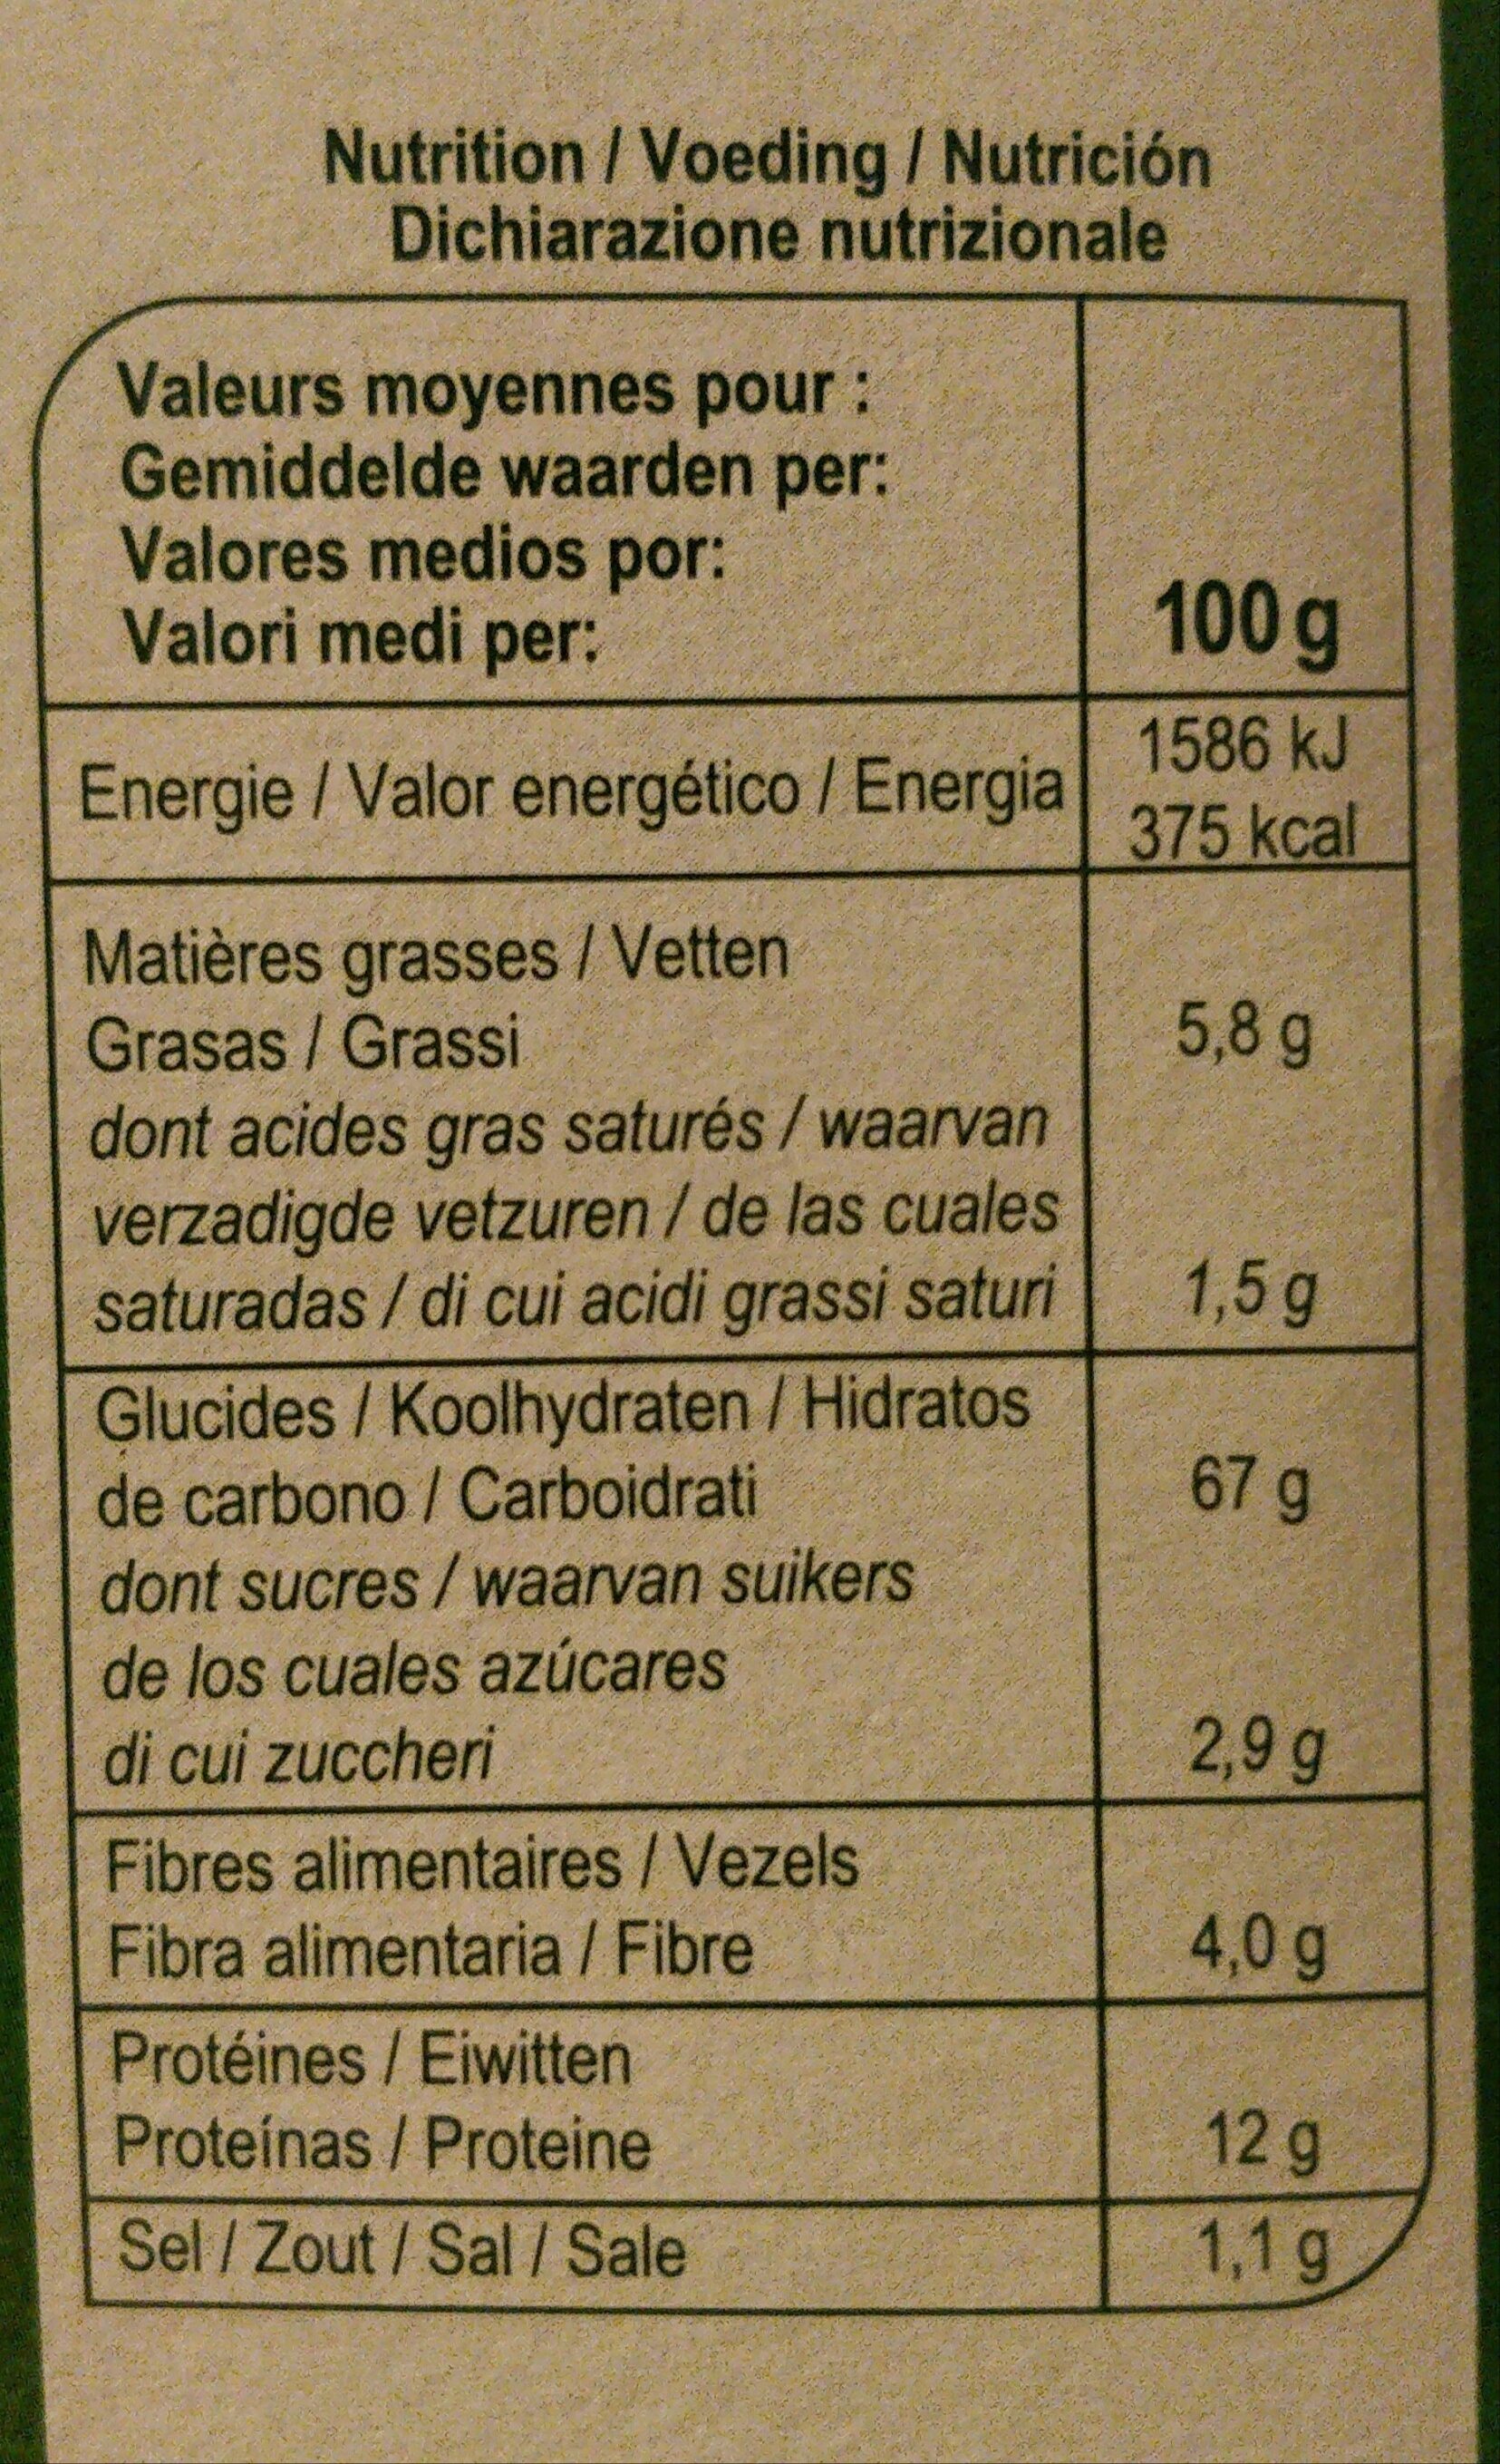 Nutrition / Voeding / Nutrición
Dichiarazione nutrizionale
Valeurs moyennes pour :
Gemiddelde waarden per:
Valores medios por:
Valori medi per:
100 g
Energie / Valor energético / Energia
1586 kJ
375 kcal
Matières grasses / Vetten
Grasas / Grassi
5,8 g
dont acides gras saturés / waarvan
verzadigde vetzuren / de las cuales
saturadas / di cui acidi grassi saturi
1,5 g
Glucides / Koolhydraten / Hidratos
de carbono / Carboidrati
67 g
dont sucres / waarvan suikers
de los cuales azúcares
di cui zuccheri
2,9 g
Fibres alimentaires / Vezels
Fibra alimentaria / Fibre
4,0 g
Protéines / Eiwitten
Proteínas / Proteine
12 g
Sel / Zout / Sal / Sale
1,1 g